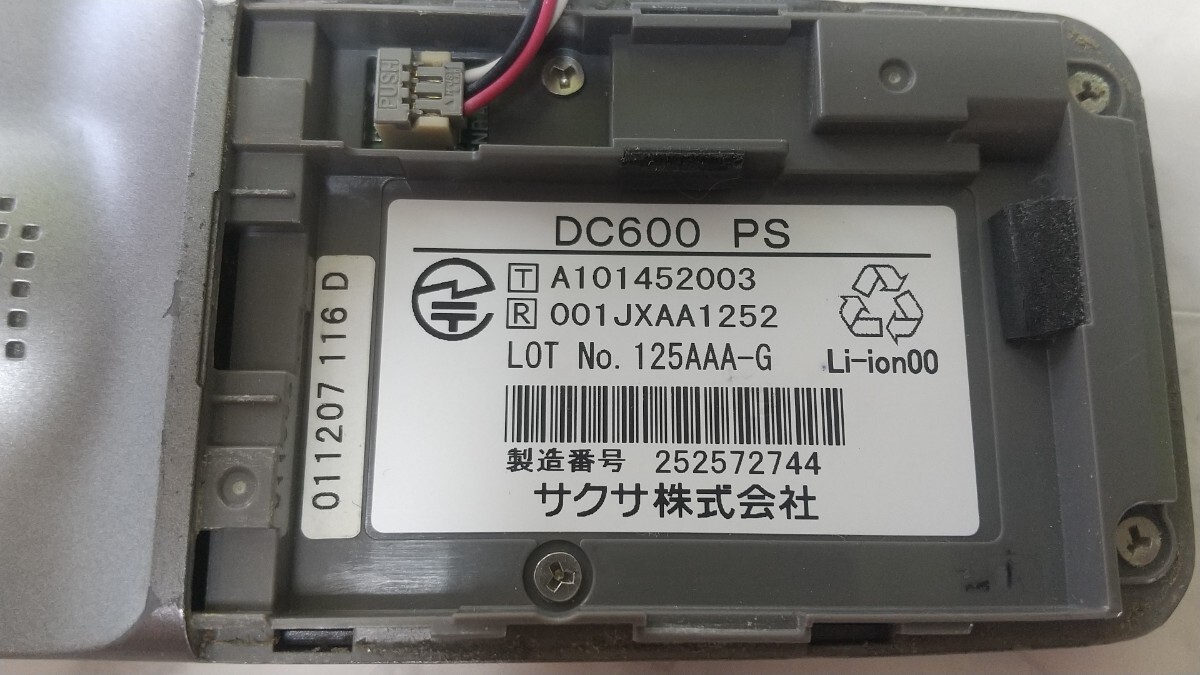 PUSH
DC600 PS
T A101452003
R 001JXAA1252
LOT No. 125AAA-G
Li-ion00
製造番号 252572744
サクサ株式会社
011207 116 D